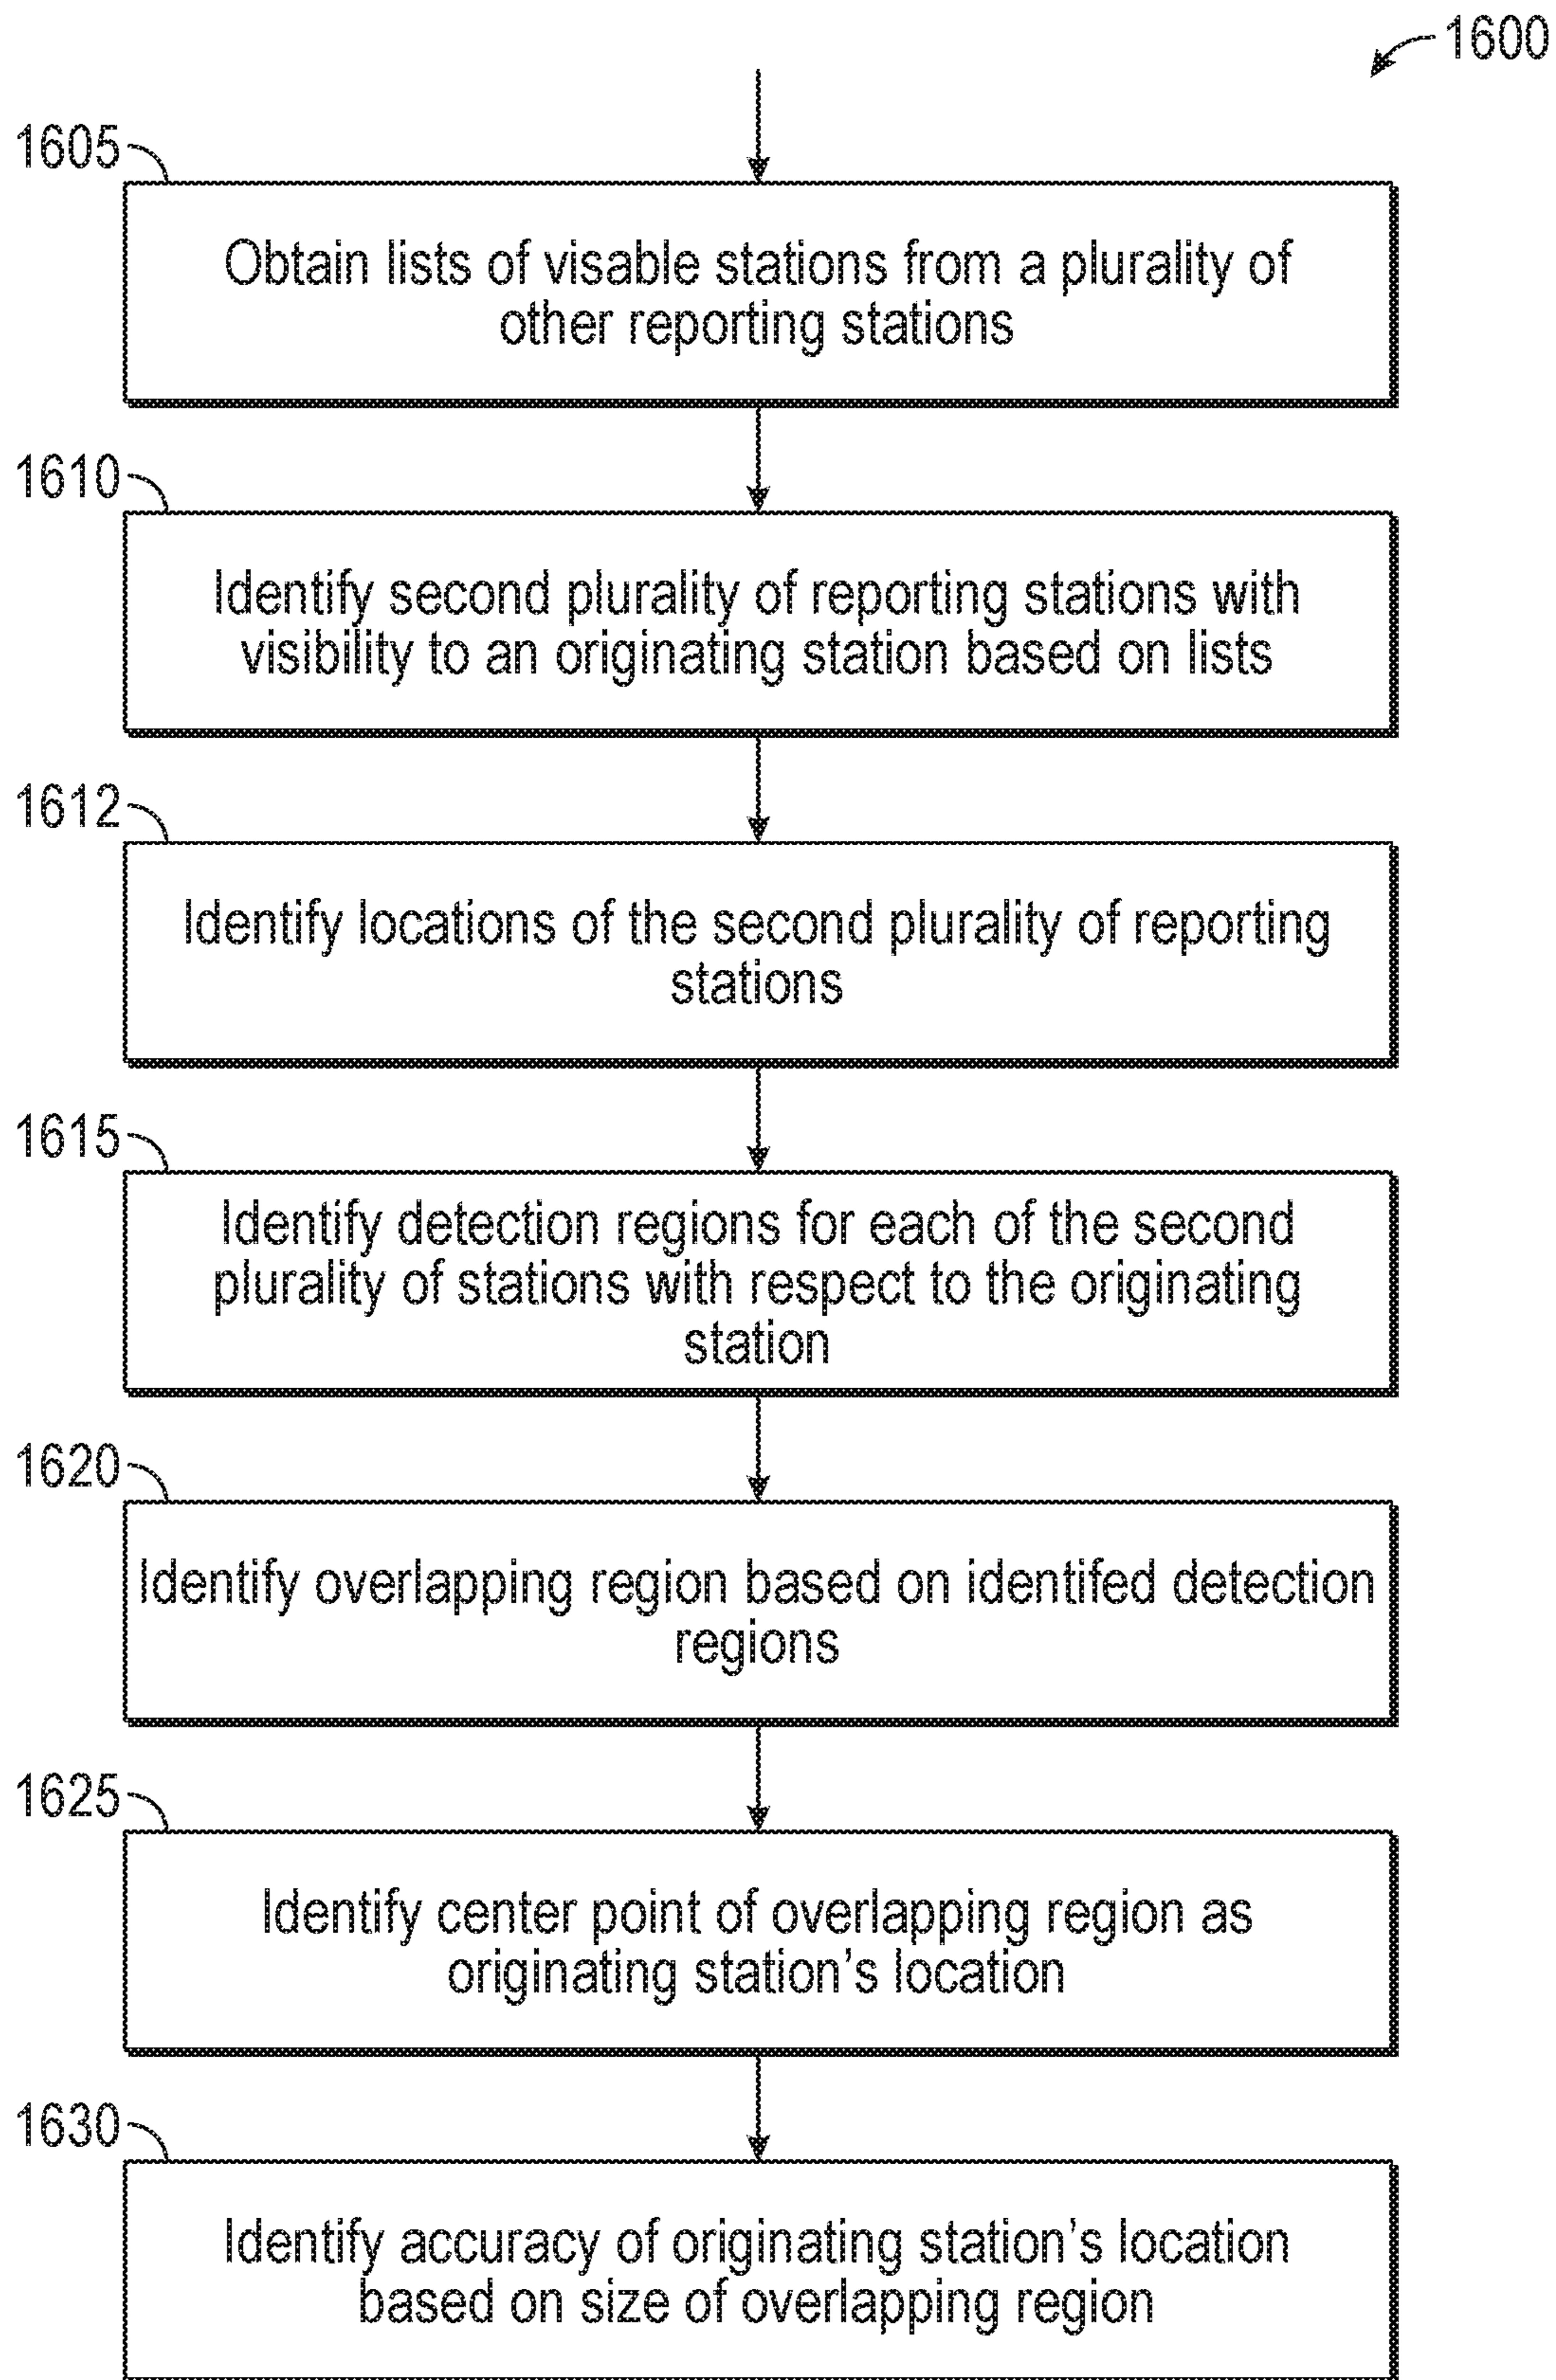 1600
1605
Obtain lists of visable stations from a plurality of
other reporting stations
1610
Identify second plurality of reporting stations with
visibility to an originating station based on lists
1612
Identify locations of the second plurality of reporting
stations
1615
Identify detection regions for each of the second
plurality of stations with respect to the originating
station
1620
Identify overlapping region based on identifed detection
regions
1625
Identify center point of overlapping region as
originating station's location
1630
Identify accuracy of originating station's location
based on size of overlapping region